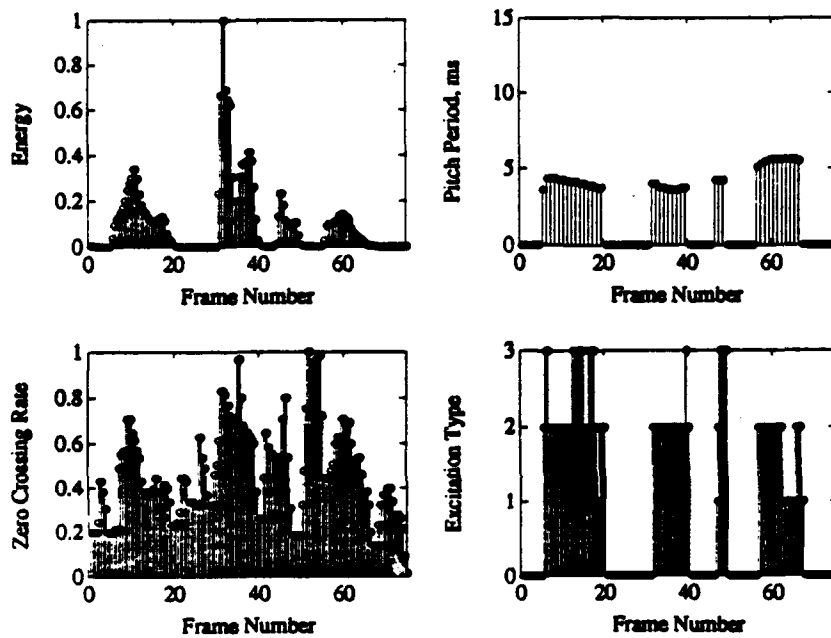 1
0.8
0.6
0.4
0.2
0
Energy
0 20 40 60
Frame Number
15
10
5
0
Pitch Period, ms
0 20 40 60
Frame Number
1
0.8
0.6
0.4
0.2
0
Zero Crossing Rate
0 20 40 60
Frame Number
3
2
1
0
Excitation Type
0 20 40 60
Frame Number